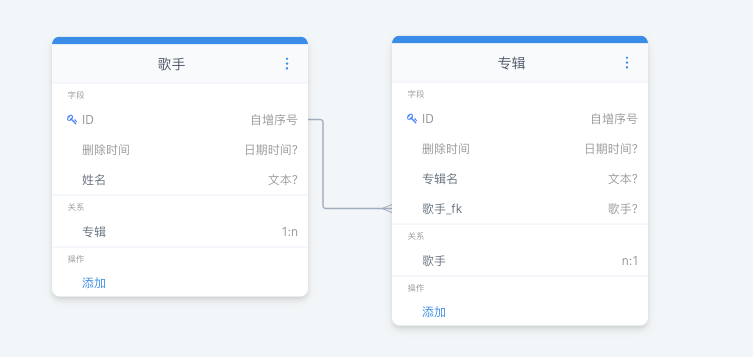 歌手
字段
ID 自增序号
删除时间 日期时间?
姓名 文本?
关系
专辑 1:n
操作
添加
专辑
字段
ID 自增序号
删除时间 日期时间?
专辑名 文本?
歌手_fk 歌手?
关系
歌手 n:1
操作
添加